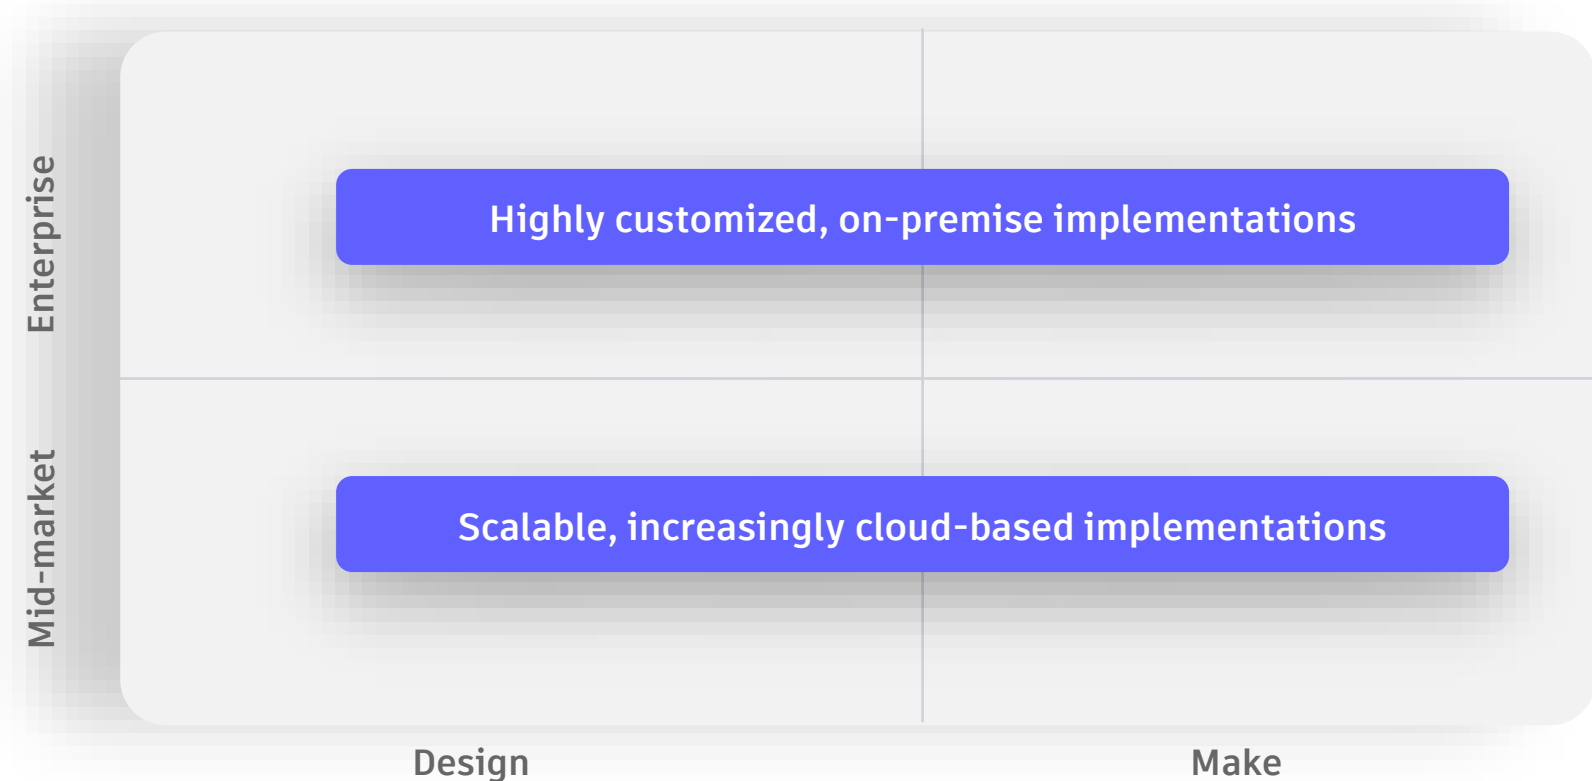 Enterprise
Highly customized, on-premise implementations
Mid-market
Scalable, increasingly cloud-based implementations
Design
Make